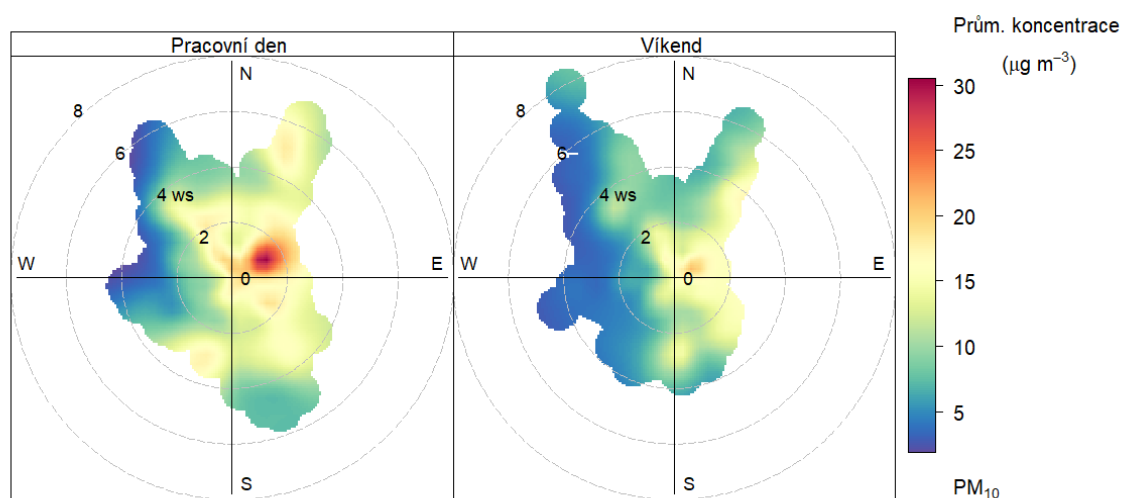 Pracovní den
Víkend
Prům. koncentrace
(µg m⁻³)
N
8
6
4 ws
2
0
W
E
S
N
8
6
4 ws
2
0
W
E
S
30
25
20
15
10
5
PM₁₀